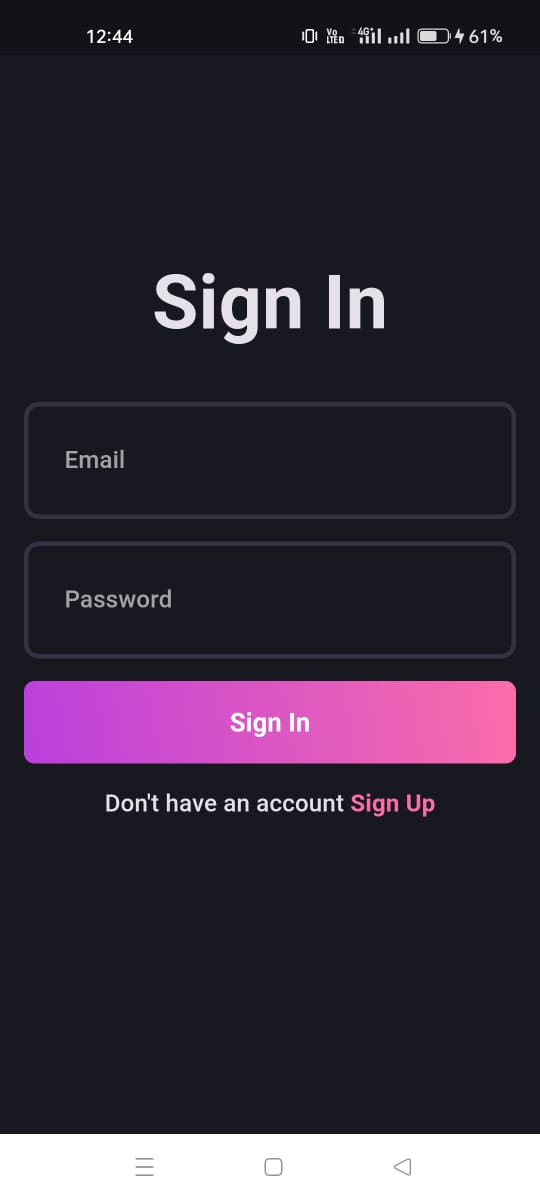 12:44
Vo LTE D 4G+ 61%
Sign In
Email
Password
Sign In
Don't have an account Sign Up